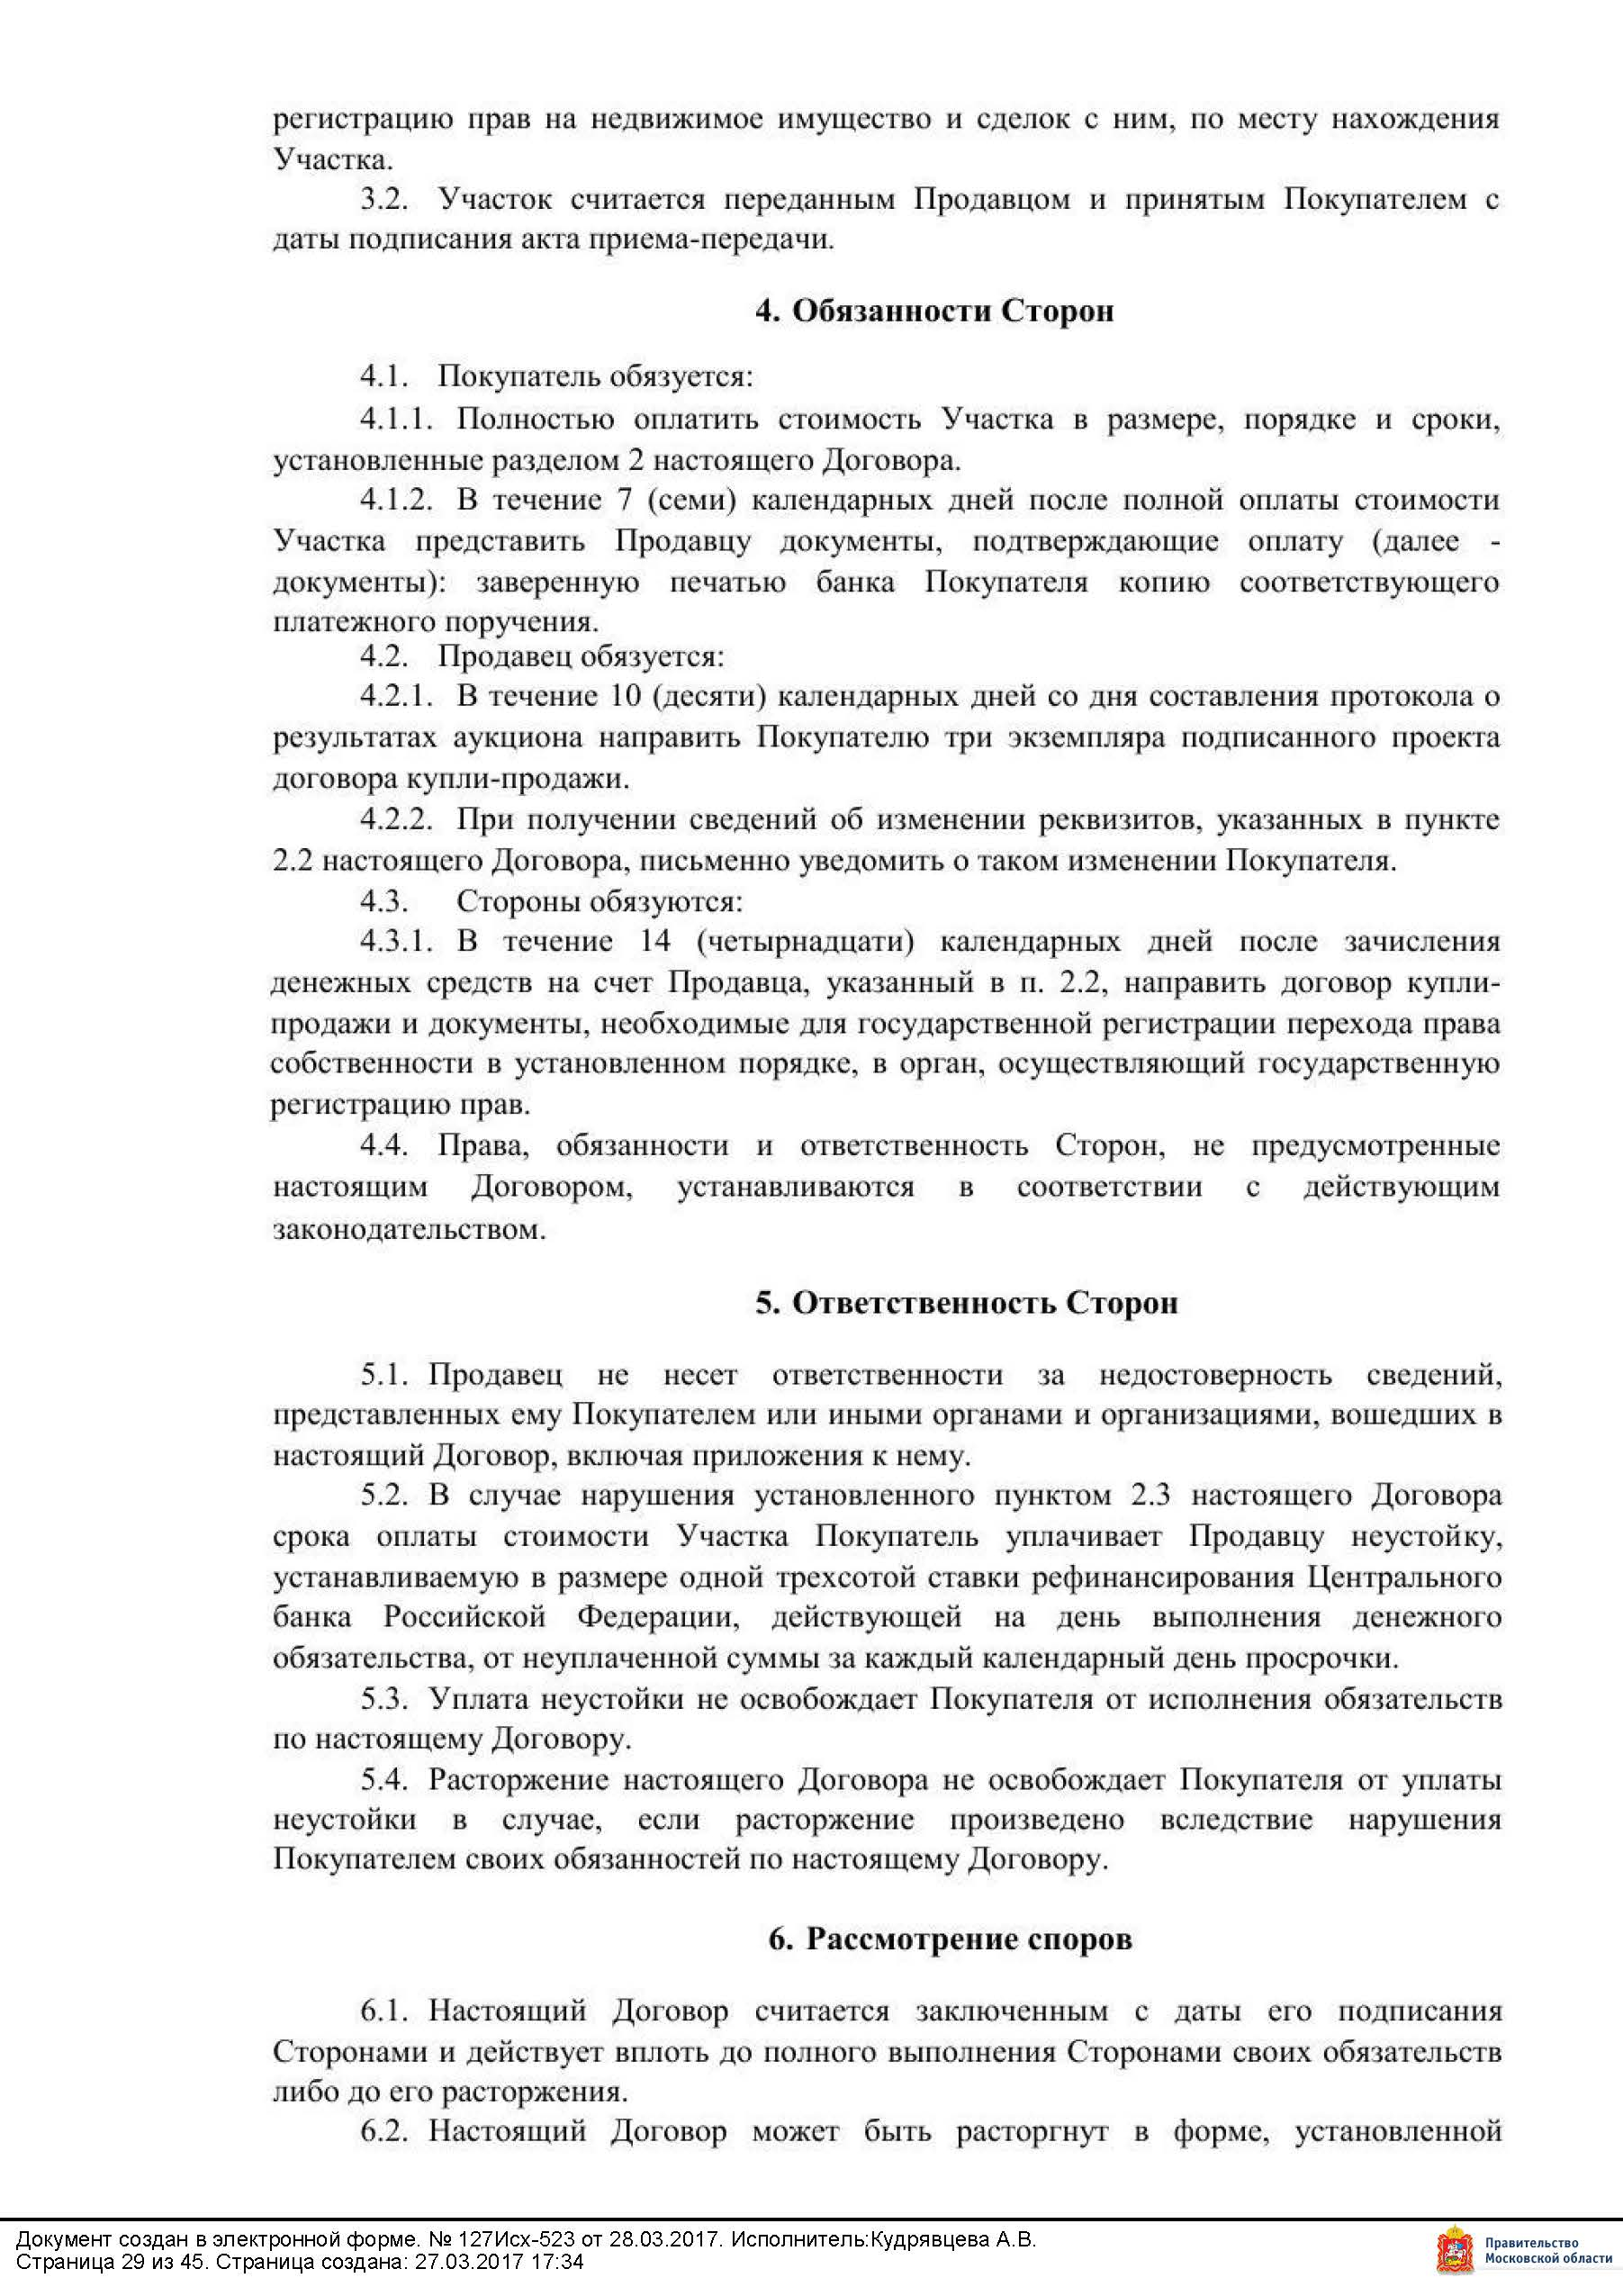 регистрацию прав на недвижимое имущество и сделок с ним, по месту нахождения
Участка.
3.2. Участок считается переданным Продавцом и принятым Покупателем с
даты подписания акта приема-передачи.
4. Обязанности Сторон
4.1. Покупатель обязуется:
4.1.1. Полностью оплатить стоимость Участка в размере, порядке и сроки,
установленные разделом 2 настоящего Договора.
4.1.2. В течение 7 (семи) календарных дней после полной оплаты стоимости
Участка представить Продавцу документы, подтверждающие оплату (далее -
документы): заверенную печатью банка Покупателя копию соответствующего
платежного поручения.
4.2. Продавец обязуется:
4.2.1. В течение 10 (десяти) календарных дней со дня составления протокола о
результатах аукциона направить Покупателю три экземпляра подписанного проекта
договора купли-продажи.
4.2.2. При получении сведений об изменении реквизитов, указанных в пункте
2.2 настоящего Договора, письменно уведомить о таком изменении Покупателя.
4.3. Стороны обязуются:
4.3.1. В течение 14 (четырнадцати) календарных дней после зачисления
денежных средств на счет Продавца, указанный в п. 2.2, направить договор купли-
продажи и документы, необходимые для государственной регистрации перехода права
собственности в установленном порядке, в орган, осуществляющий государственную
регистрацию прав.
4.4. Права, обязанности и ответственность Сторон, не предусмотренные
настоящим Договором, устанавливаются в соответствии с действующим
законодательством.
5. Ответственность Сторон
5.1. Продавец не несет ответственности за недостоверность сведений,
представленных ему Покупателем или иными органами и организациями, вошедших в
настоящий Договор, включая приложения к нему.
5.2. В случае нарушения установленного пунктом 2.3 настоящего Договора
срока оплаты стоимости Участка Покупатель уплачивает Продавцу неустойку,
устанавливаемую в размере одной трехсотой ставки рефинансирования Центрального
банка Российской Федерации, действующей на день выполнения денежного
обязательства, от неуплаченной суммы за каждый календарный день просрочки.
5.3. Уплата неустойки не освобождает Покупателя от исполнения обязательств
по настоящему Договору.
5.4. Расторжение настоящего Договора не освобождает Покупателя от уплаты
неустойки в случае, если расторжение произведено вследствие нарушения
Покупателем своих обязанностей по настоящему Договору.
6. Рассмотрение споров
6.1. Настоящий Договор считается заключенным с даты его подписания
Сторонами и действует вплоть до полного выполнения Сторонами своих обязательств
либо до его расторжения.
6.2. Настоящий Договор может быть расторгнут в форме, установленной
Документ создан в электронной форме. № 127Исх-523 от 28.03.2017. Исполнитель:Кудрявцева А.В.
Страница 29 из 45. Страница создана: 27.03.2017 17:34
Правительство
Московской области